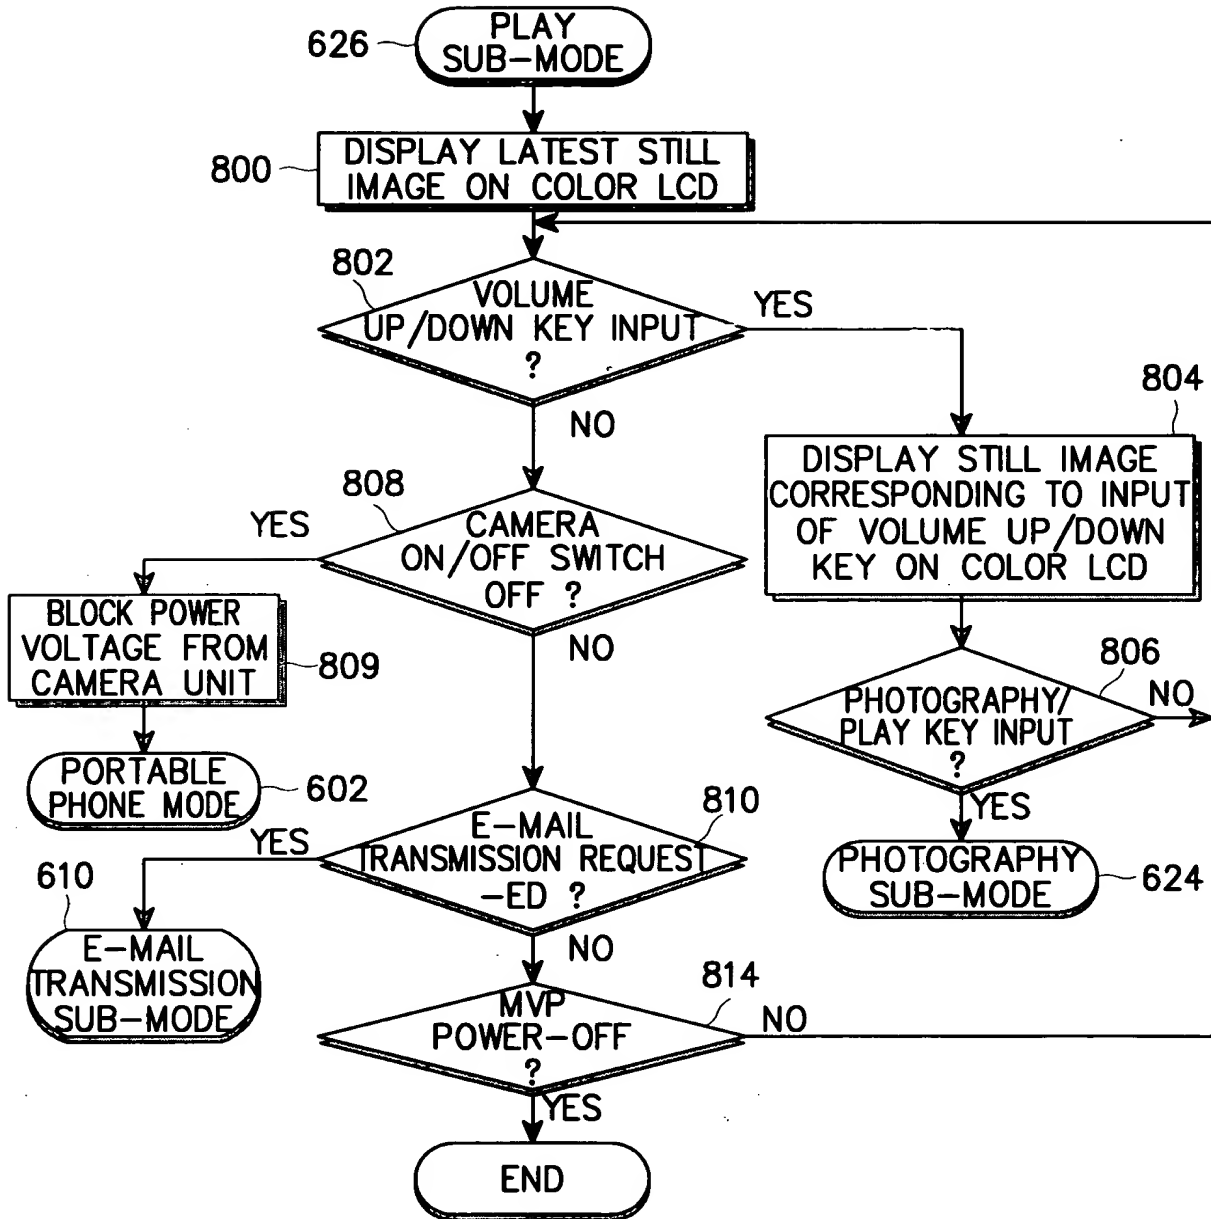 PLAY
SUB-MODE
626
DISPLAY LATEST STILL
IMAGE ON COLOR LCD
800
802
VOLUME
UP/DOWN KEY INPUT
?
YES
NO
804
DISPLAY STILL IMAGE
CORRESPONDING TO INPUT
OF VOLUME UP/DOWN
KEY ON COLOR LCD
808
CAMERA
ON/OFF SWITCH
OFF ?
YES
NO
BLOCK POWER
VOLTAGE FROM
CAMERA UNIT
809
806
PHOTOGRAPHY/
PLAY KEY INPUT
?
NO
YES
PORTABLE
PHONE MODE
602
810
E-MAIL
TRANSMISSION REQUEST
-ED ?
YES
NO
PHOTOGRAPHY
SUB-MODE
624
610
E-MAIL
TRANSMISSION
SUB-MODE
814
MVP
POWER-OFF
?
NO
YES
END